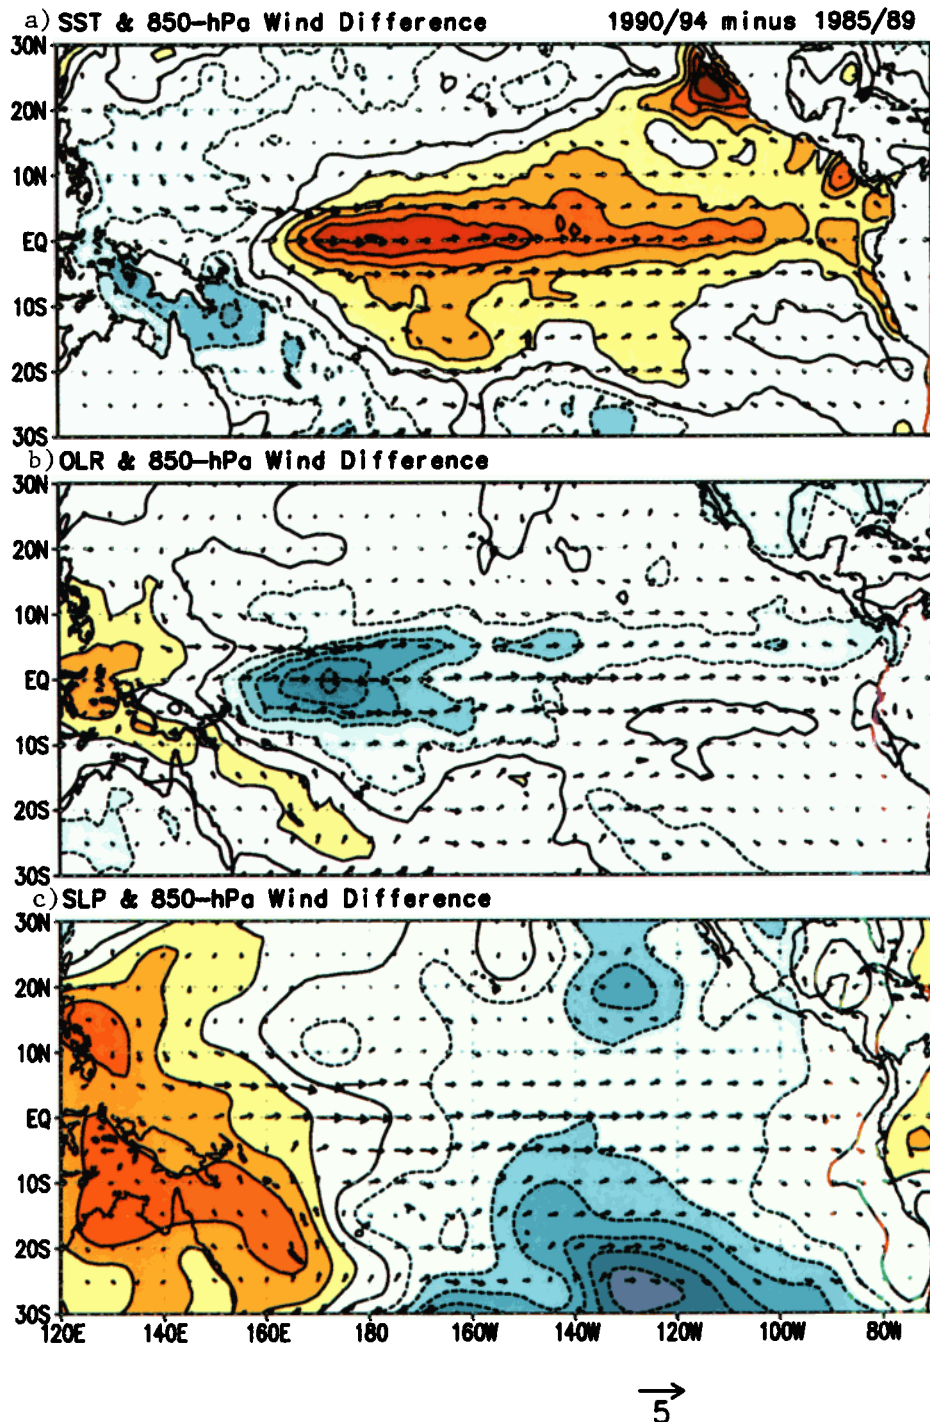 a) SST & 850-hPa Wind Difference 1990/94 minus 1985/89
30N
20N
10N
EQ
10S
20S
30S
b) OLR & 850-hPa Wind Difference
30N
20N
10N
EQ
10S
20S
30S
c) SLP & 850-hPa Wind Difference
30N
20N
10N
EQ
10S
20S
30S
120E 140E 160E 180 160W 140W 120W 100W 80W
5